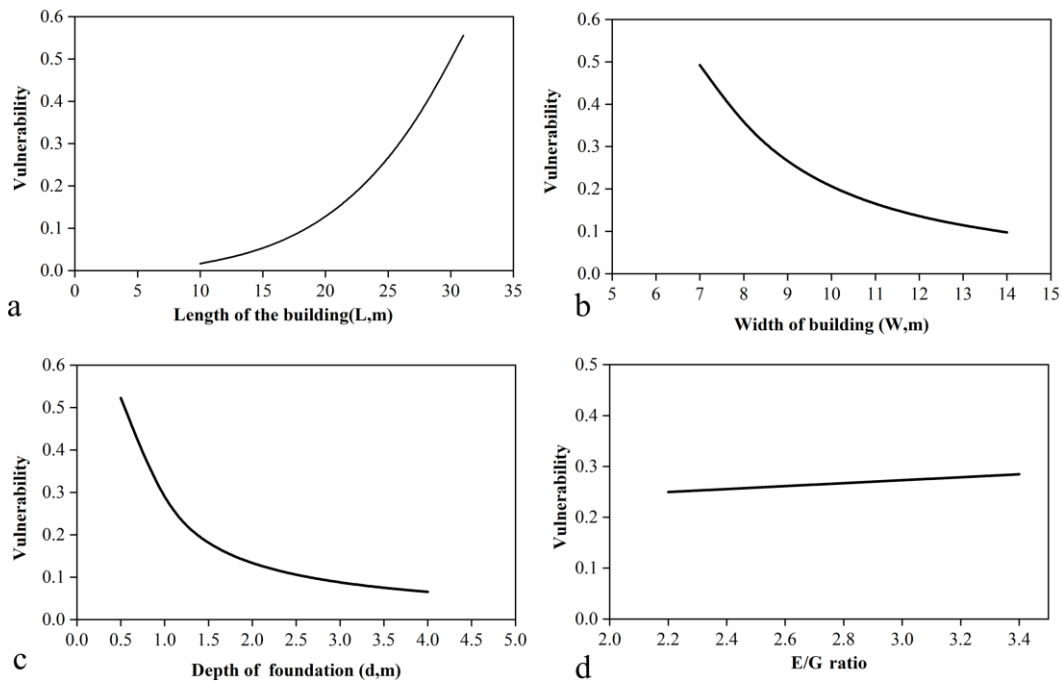 0.6
0.5
0.4
0.3
0.2
0.1
0.0
Vulnerability
0 5 10 15 20 25 30 35
Length of the building(L,m)
a
0.6
0.5
0.4
0.3
0.2
0.1
0.0
Vulnerability
5 6 7 8 9 10 11 12 13 14 15
Width of building (W,m)
b
0.6
0.5
0.4
0.3
0.2
0.1
0.0
Vulnerability
0.0 0.5 1.0 1.5 2.0 2.5 3.0 3.5 4.0 4.5 5.0
Depth of foundation (d,m)
c
0.5
0.4
0.3
0.2
0.1
0.0
Vulnerability
2.0 2.2 2.4 2.6 2.8 3.0 3.2 3.4
E/G ratio
d